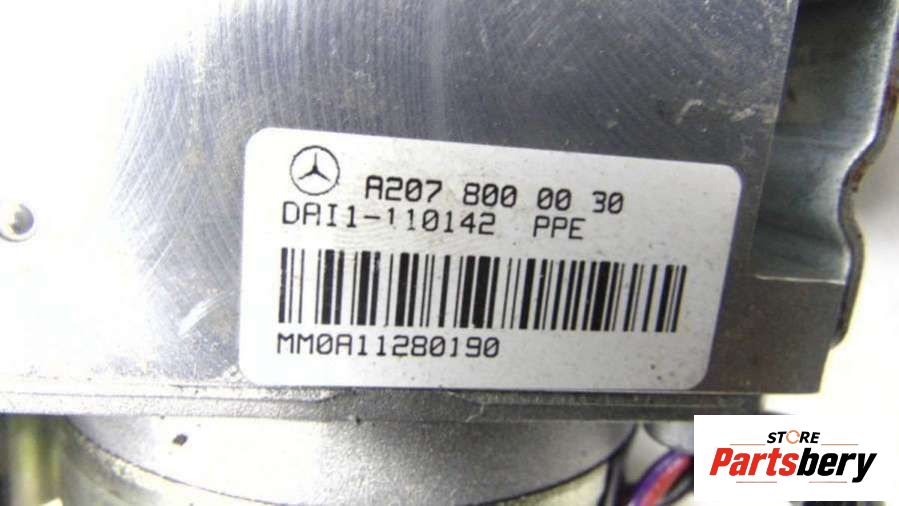 A207 800 00 30
DAI1-110142 PPE
MM0A11280190
STORE
Partsbery